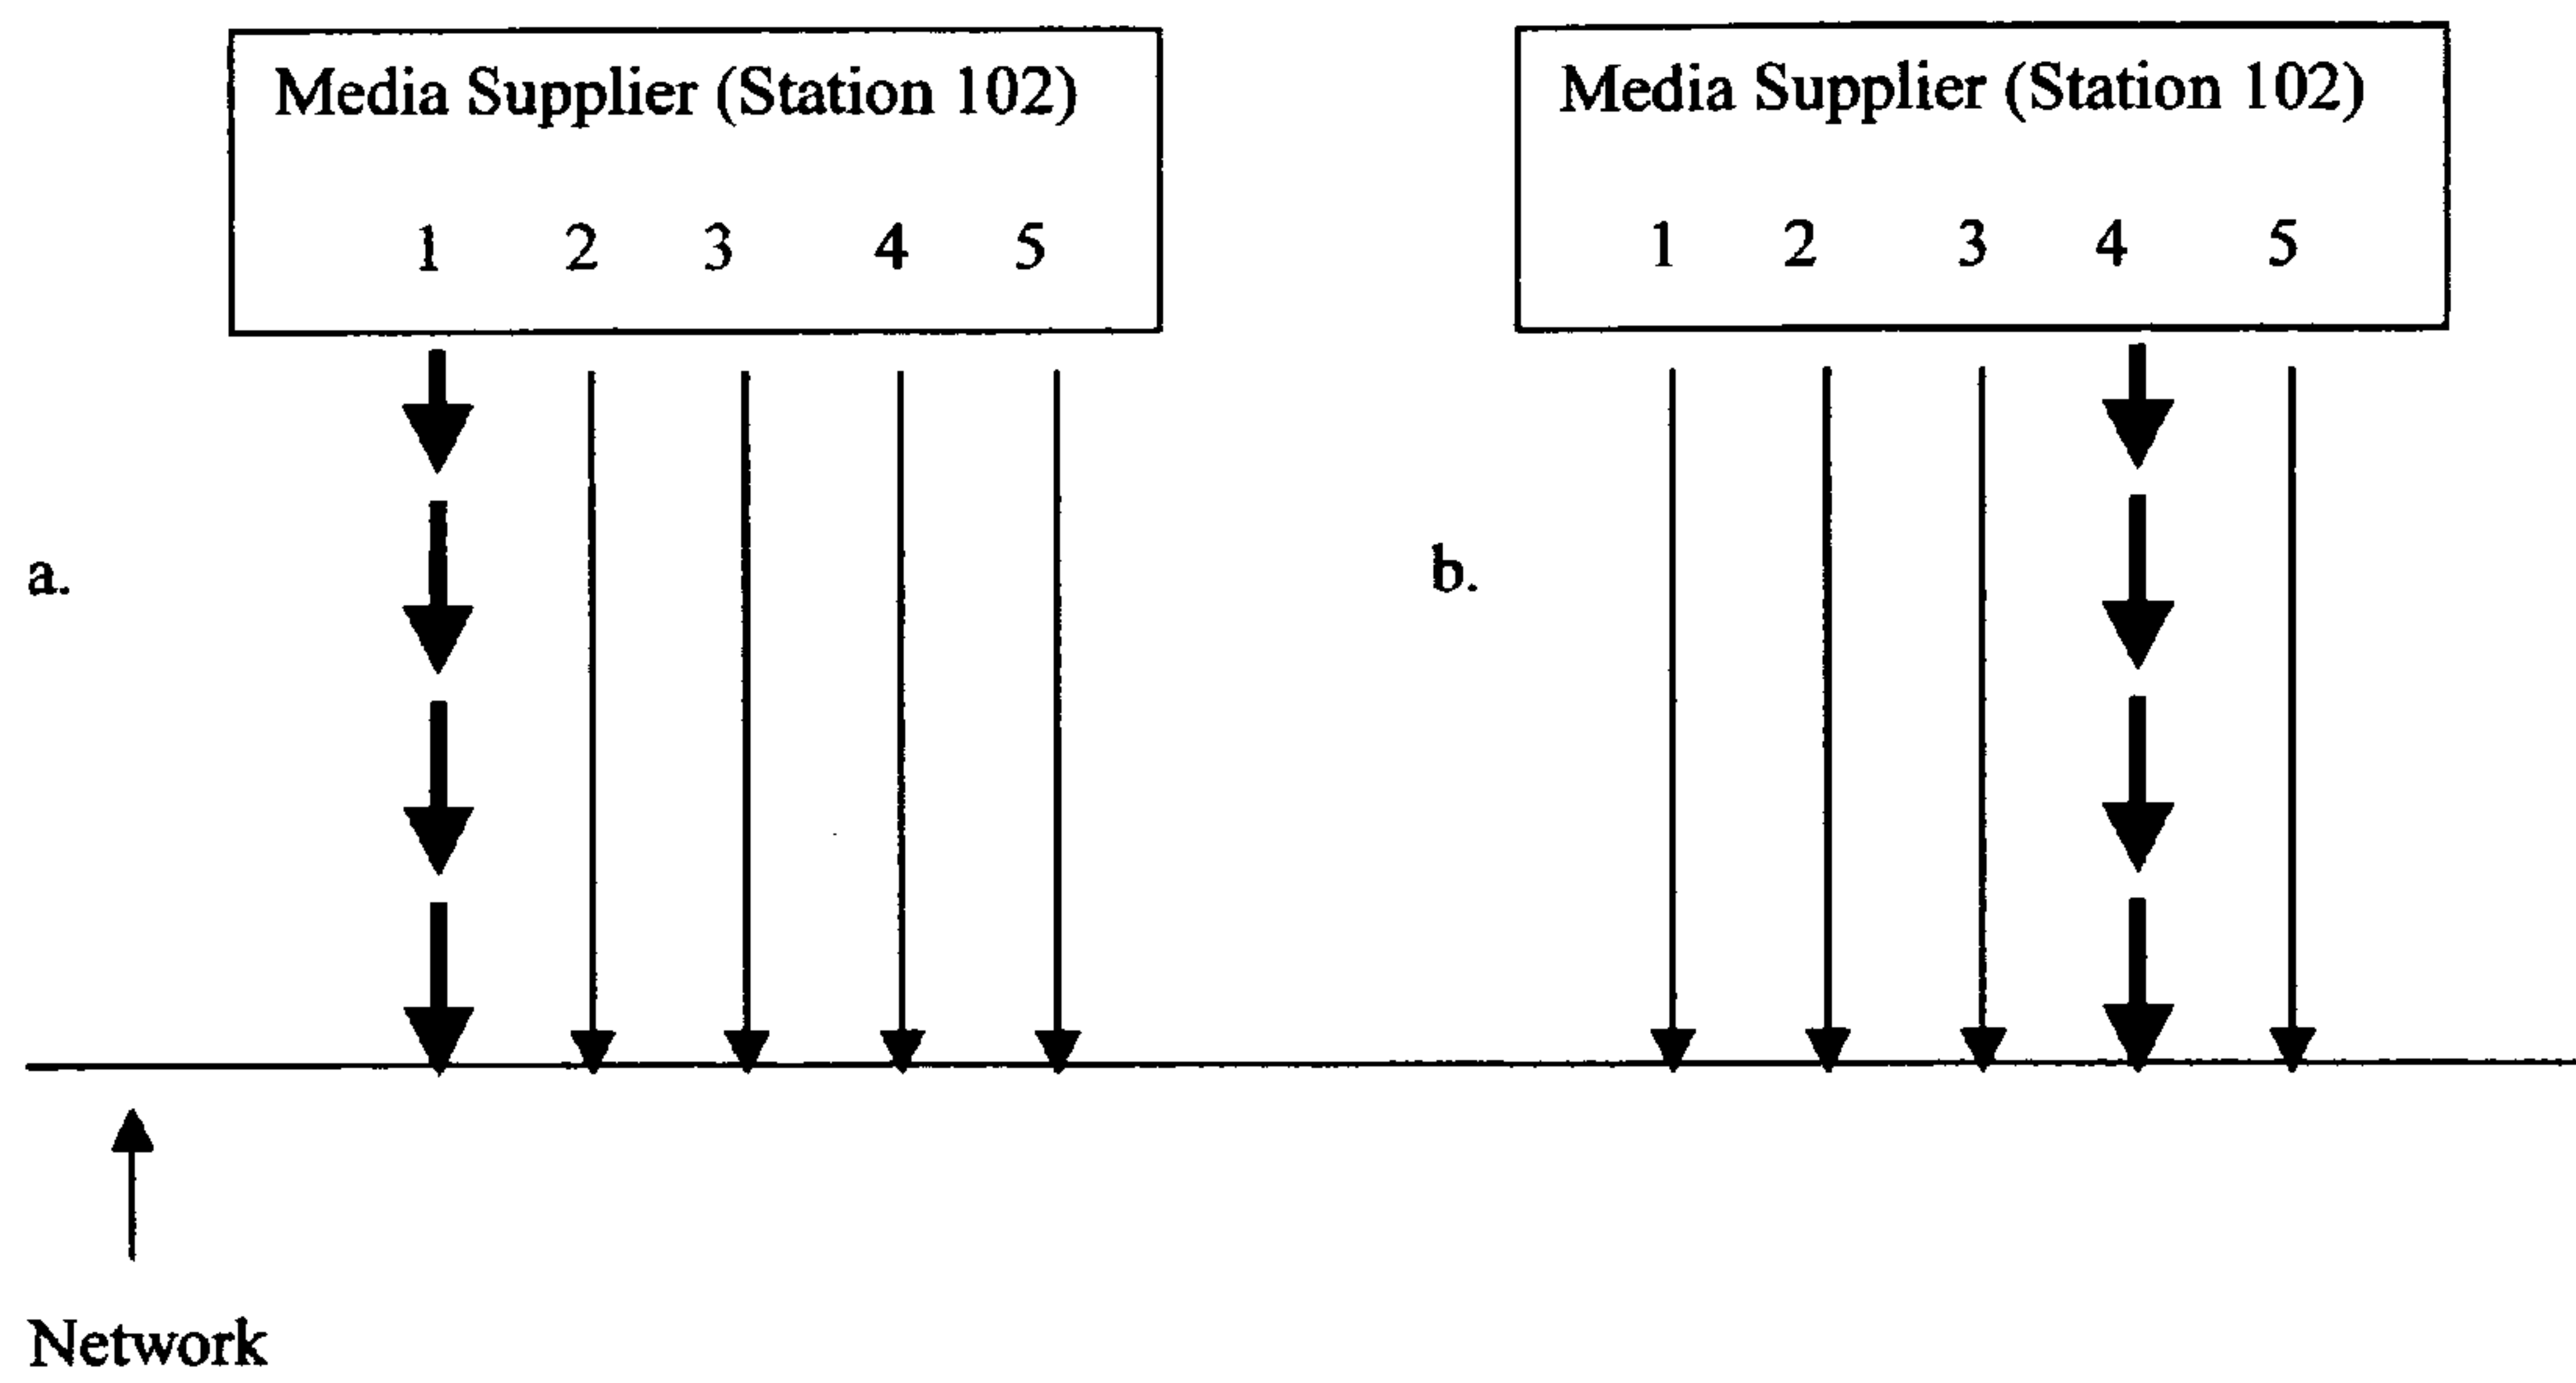 Media Supplier (Station 102)
1 2 3 4 5
Media Supplier (Station 102)
1 2 3 4 5
a.
b.
Network